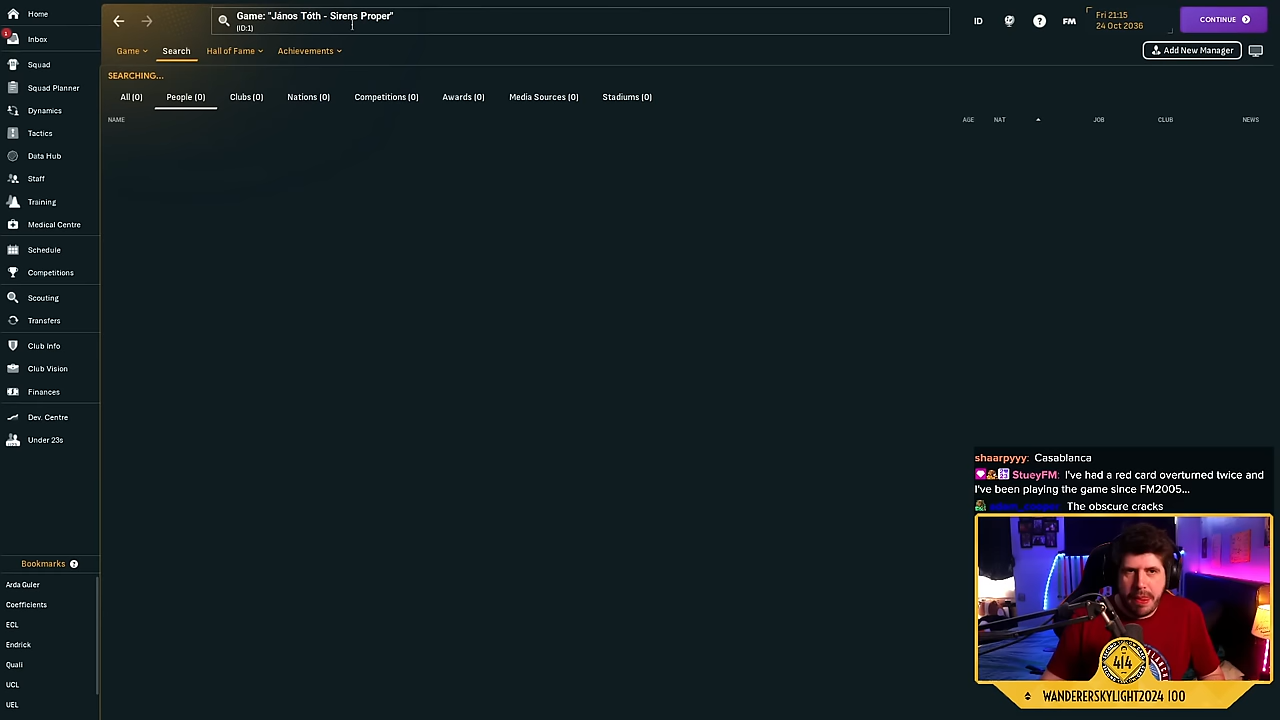 Home
Inbox
1
Squad
Squad Planner
Dynamics
Tactics
Data Hub
Staff
Training
Medical Centre
Schedule
Competitions
Scouting
Transfers
Club Info
Club Vision
Finances
Dev. Centre
Under 23s
Bookmarks ?
Arda Guler
Coefficients
ECL
Endrick
Quali
UCL
UEL
Game: "János Tóth - Sirens Proper"
(ID:1)
ID
?
FM
Fri 21:15
24 Oct 2036
CONTINUE
Game
Search
Hall of Fame
Achievements
Add New Manager
SEARCHING...
All (0)
People (0)
Clubs (0)
Nations (0)
Competitions (0)
Awards (0)
Media Sources (0)
Stadiums (0)
NAME
AGE
NAT
JOB
CLUB
NEWS
shaarpyyy: Casablanca
StueyFM: I've had a red card overturned twice and
I've been playing the game since FM2005...
The obscure cracks
4|4
WANDERERSKYLIGHT2024 100